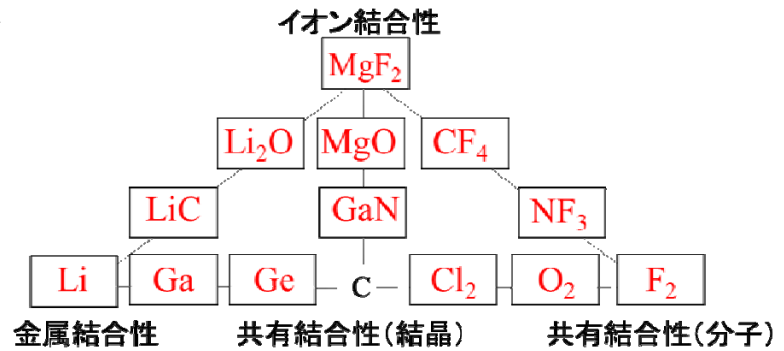 イオン結合性
MgF₂
Li₂O MgO CF₄
LiC GaN NF₃
Li Ga Ge C Cl₂ O₂ F₂
金属結合性 共有結合性(結晶) 共有結合性(分子)